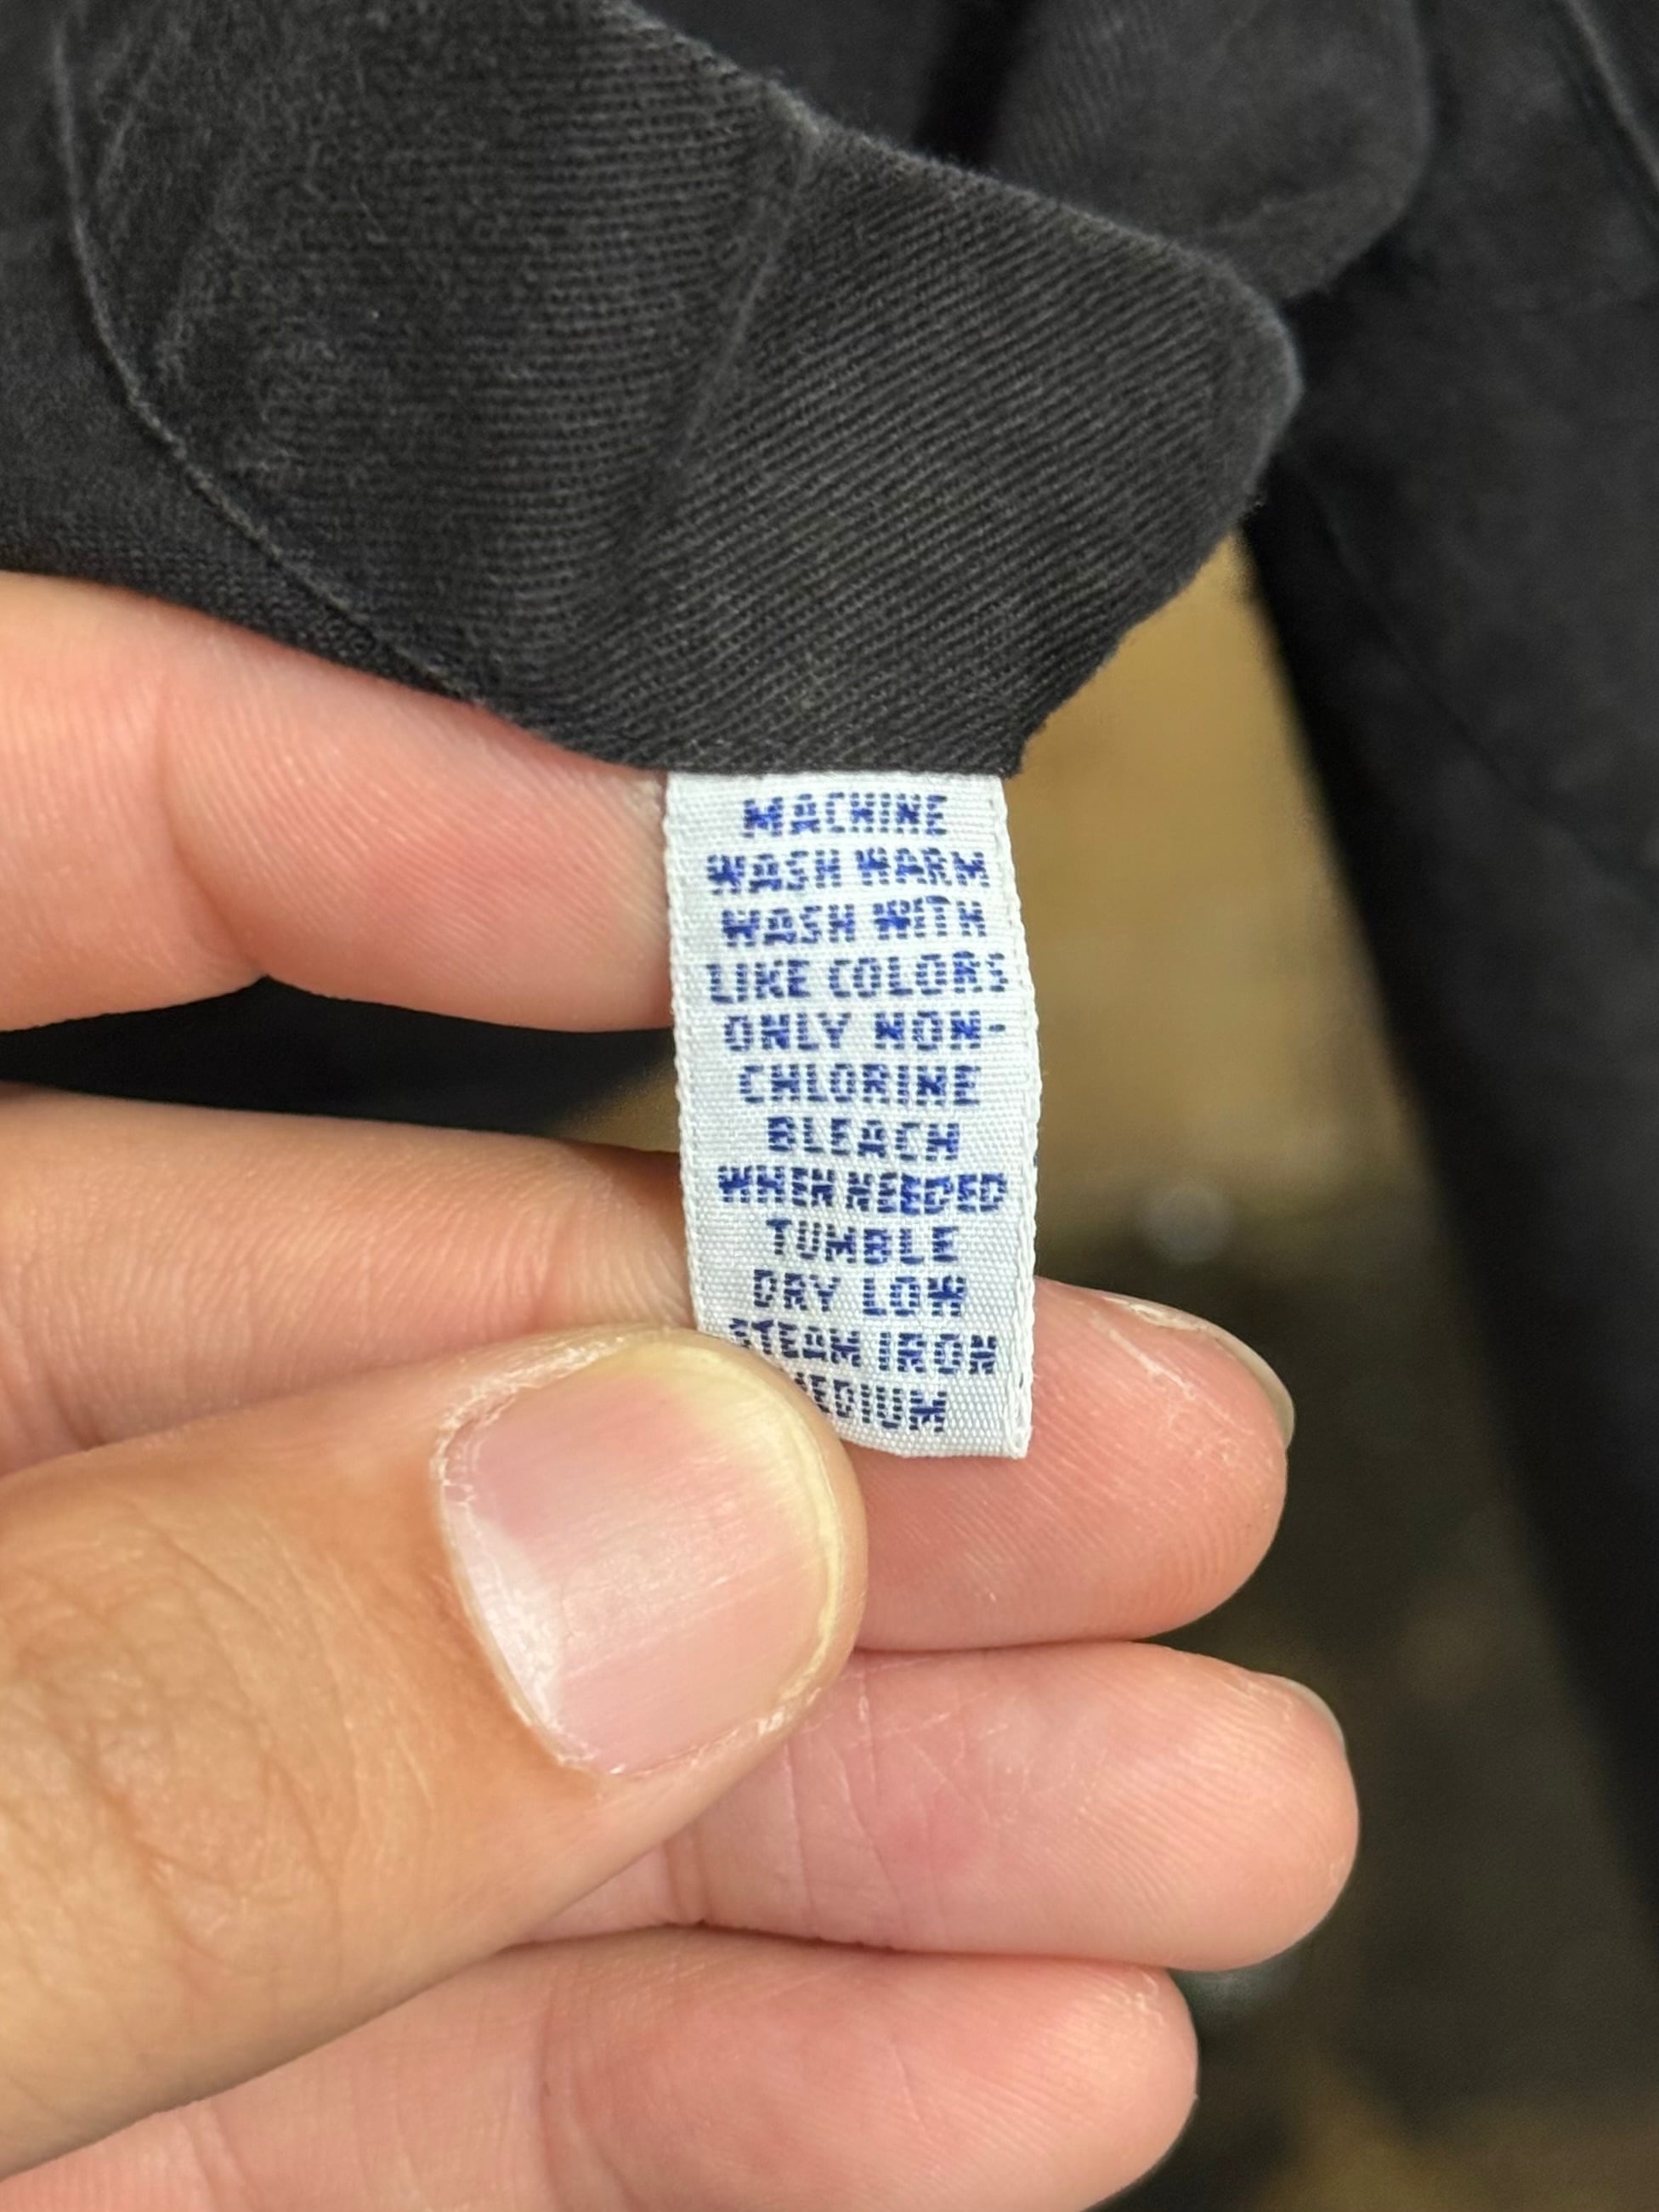 MACHINE
WASH WARM
WASH WITH
LIKE COLORS
ONLY NON-
CHLORINE
BLEACH
WHEN NEEDED
TUMBLE
DRY LOW
STEAM IRON
MEDIUM